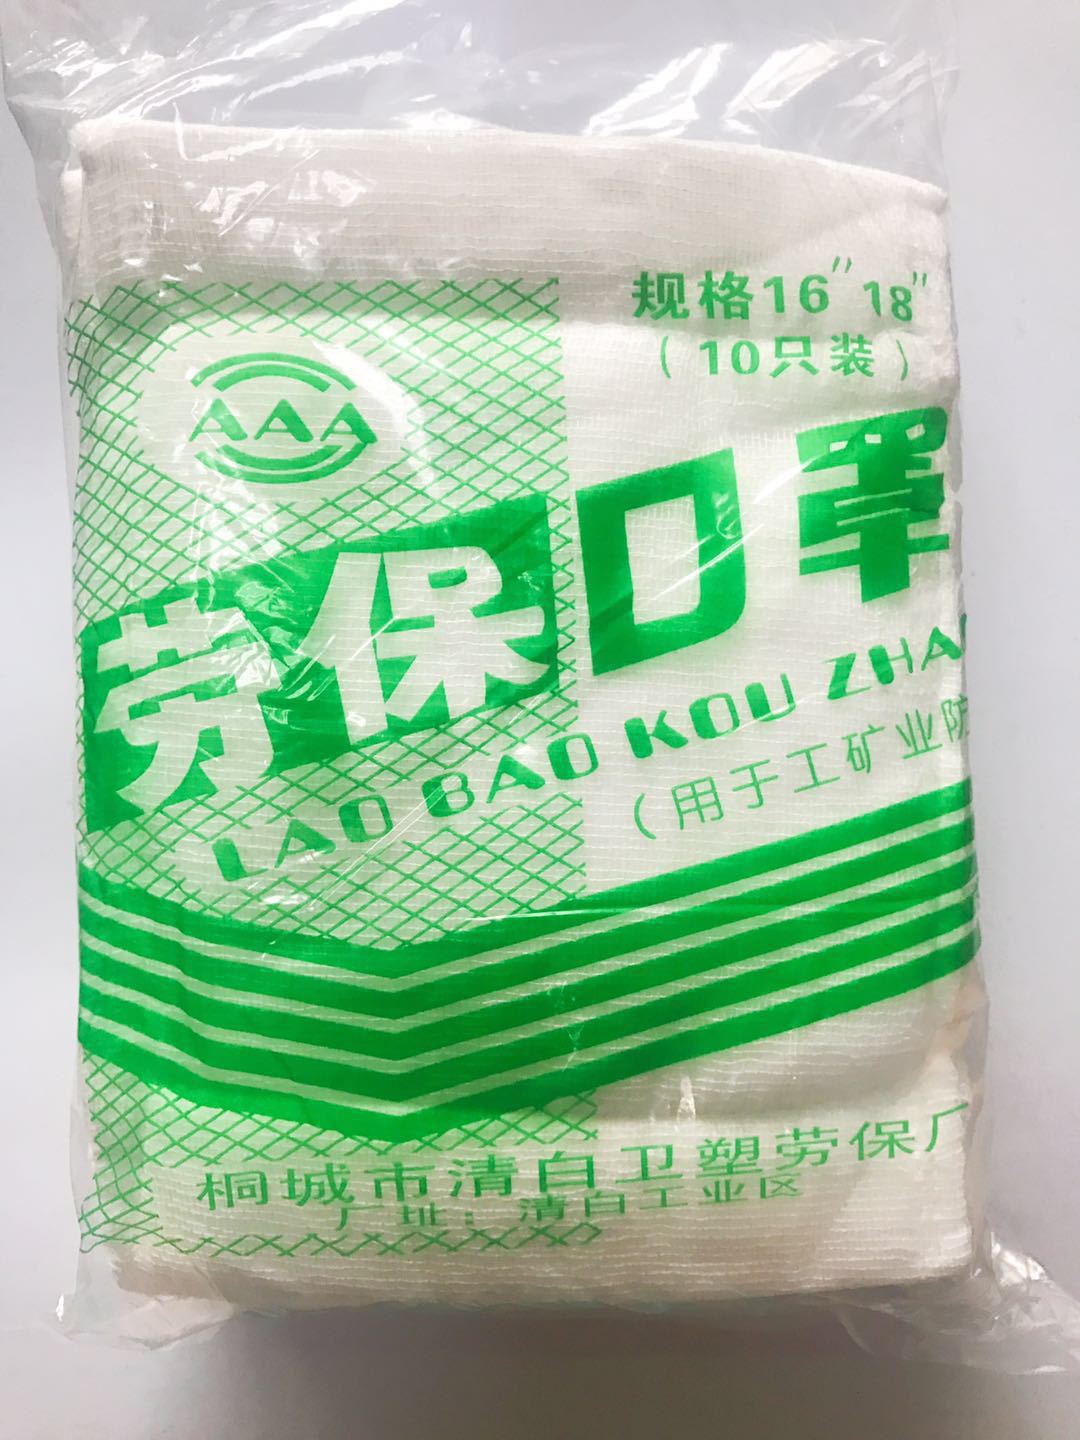 规格16″ 18″
(10只装)
AAA
劳保口罩
LAO BAO KOU ZHA
(用于工矿业防
桐城市清白卫塑劳保厂
厂址:清白工业区